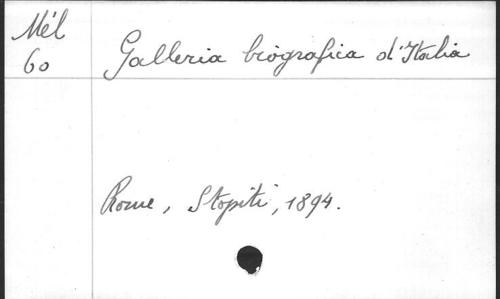 Mél
60
Galleria biografica d'Italia
Rome, Stopiti, 1894.